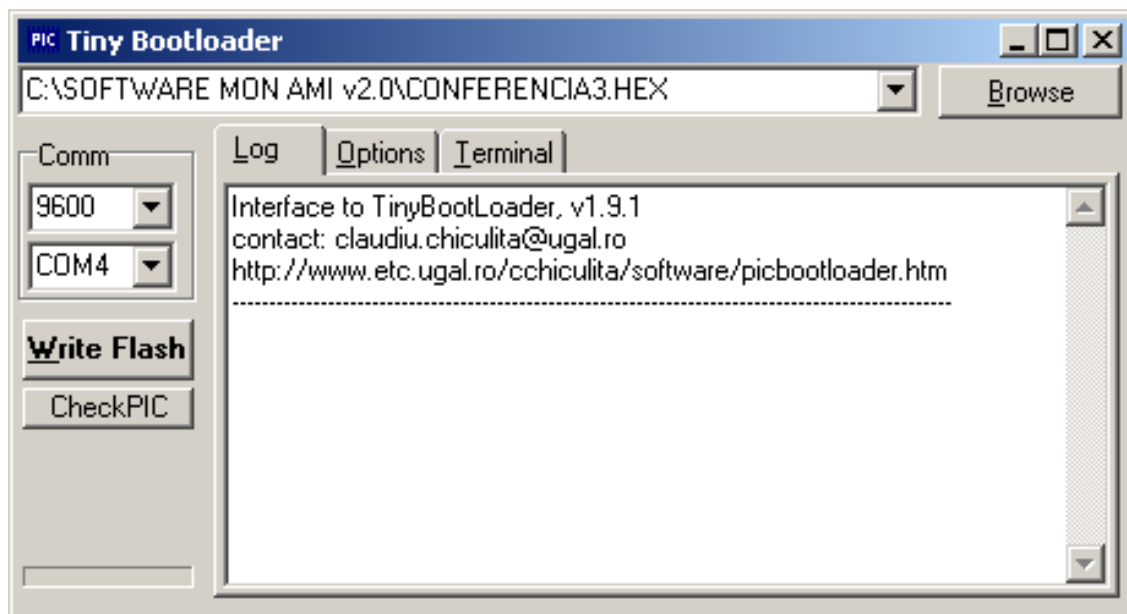 PIC Tiny Bootloader
C:\SOFTWARE MON AMI v2.0\CONFERENCIA3.HEX
Browse
Comm
9600
COM4
Write Flash
CheckPIC
Log Options Terminal
Interface to TinyBootLoader, v1.9.1
contact: claudiu.chiculita@ugal.ro
http://www.etc.ugal.ro/cchiculita/software/picbootloader.htm
--------------------------------------------------------------------------------------------------